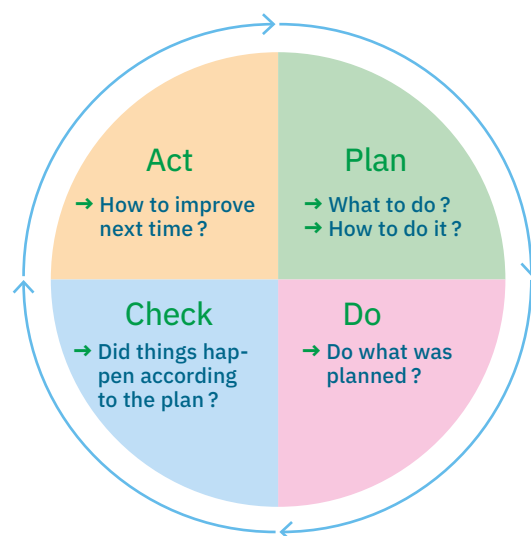 Act
→ How to improve
next time ?
Plan
→ What to do ?
→ How to do it ?
Check
→ Did things hap-
pen according
to the plan ?
Do
→ Do what was
planned ?